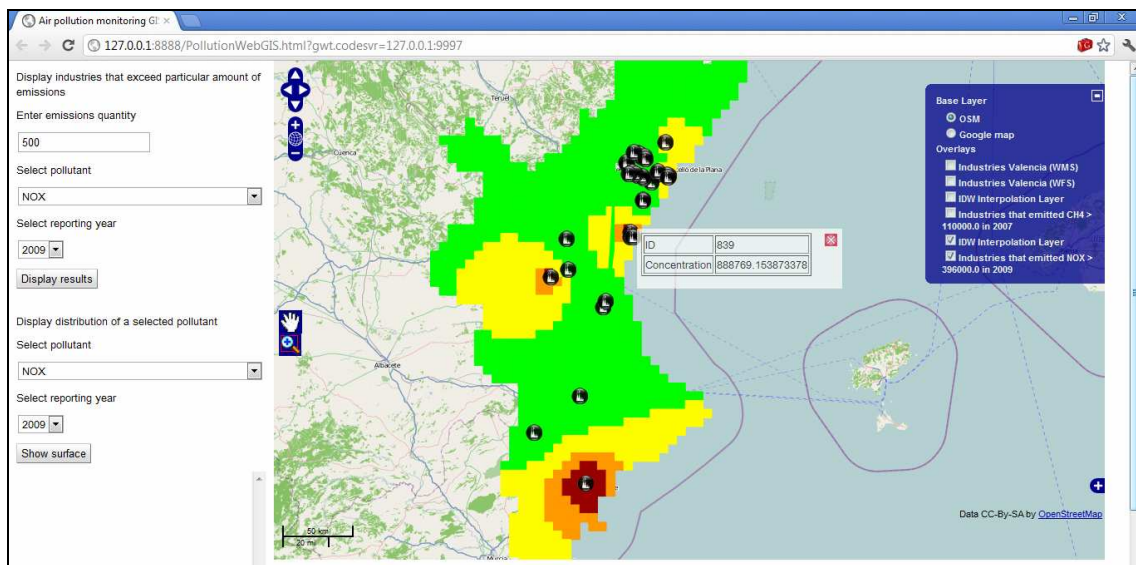 Air pollution monitoring GI
127.0.0.1:8888/PollutionWebGIS.html?gwt.codesvr=127.0.0.1:9997
Display industries that exceed particular amount of
emissions
Enter emissions quantity
500
Select pollutant
NOX
Select reporting year
2009
Display results
Display distribution of a selected pollutant
Select pollutant
NOX
Select reporting year
2009
Show surface
Teruel
Cuenca
elló de la Plana
Albacete
Murcia
50 km
20 mi
ID 839
Concentration 888769.153873378
Base Layer
OSM
Google map
Overlays
Industries Valencia (WMS)
Industries Valencia (WFS)
IDW Interpolation Layer
Industries that emitted CH4 >
110000.0 in 2007
IDW Interpolation Layer
Industries that emitted NOX >
396000.0 in 2009
Data CC-By-SA by OpenStreetMap